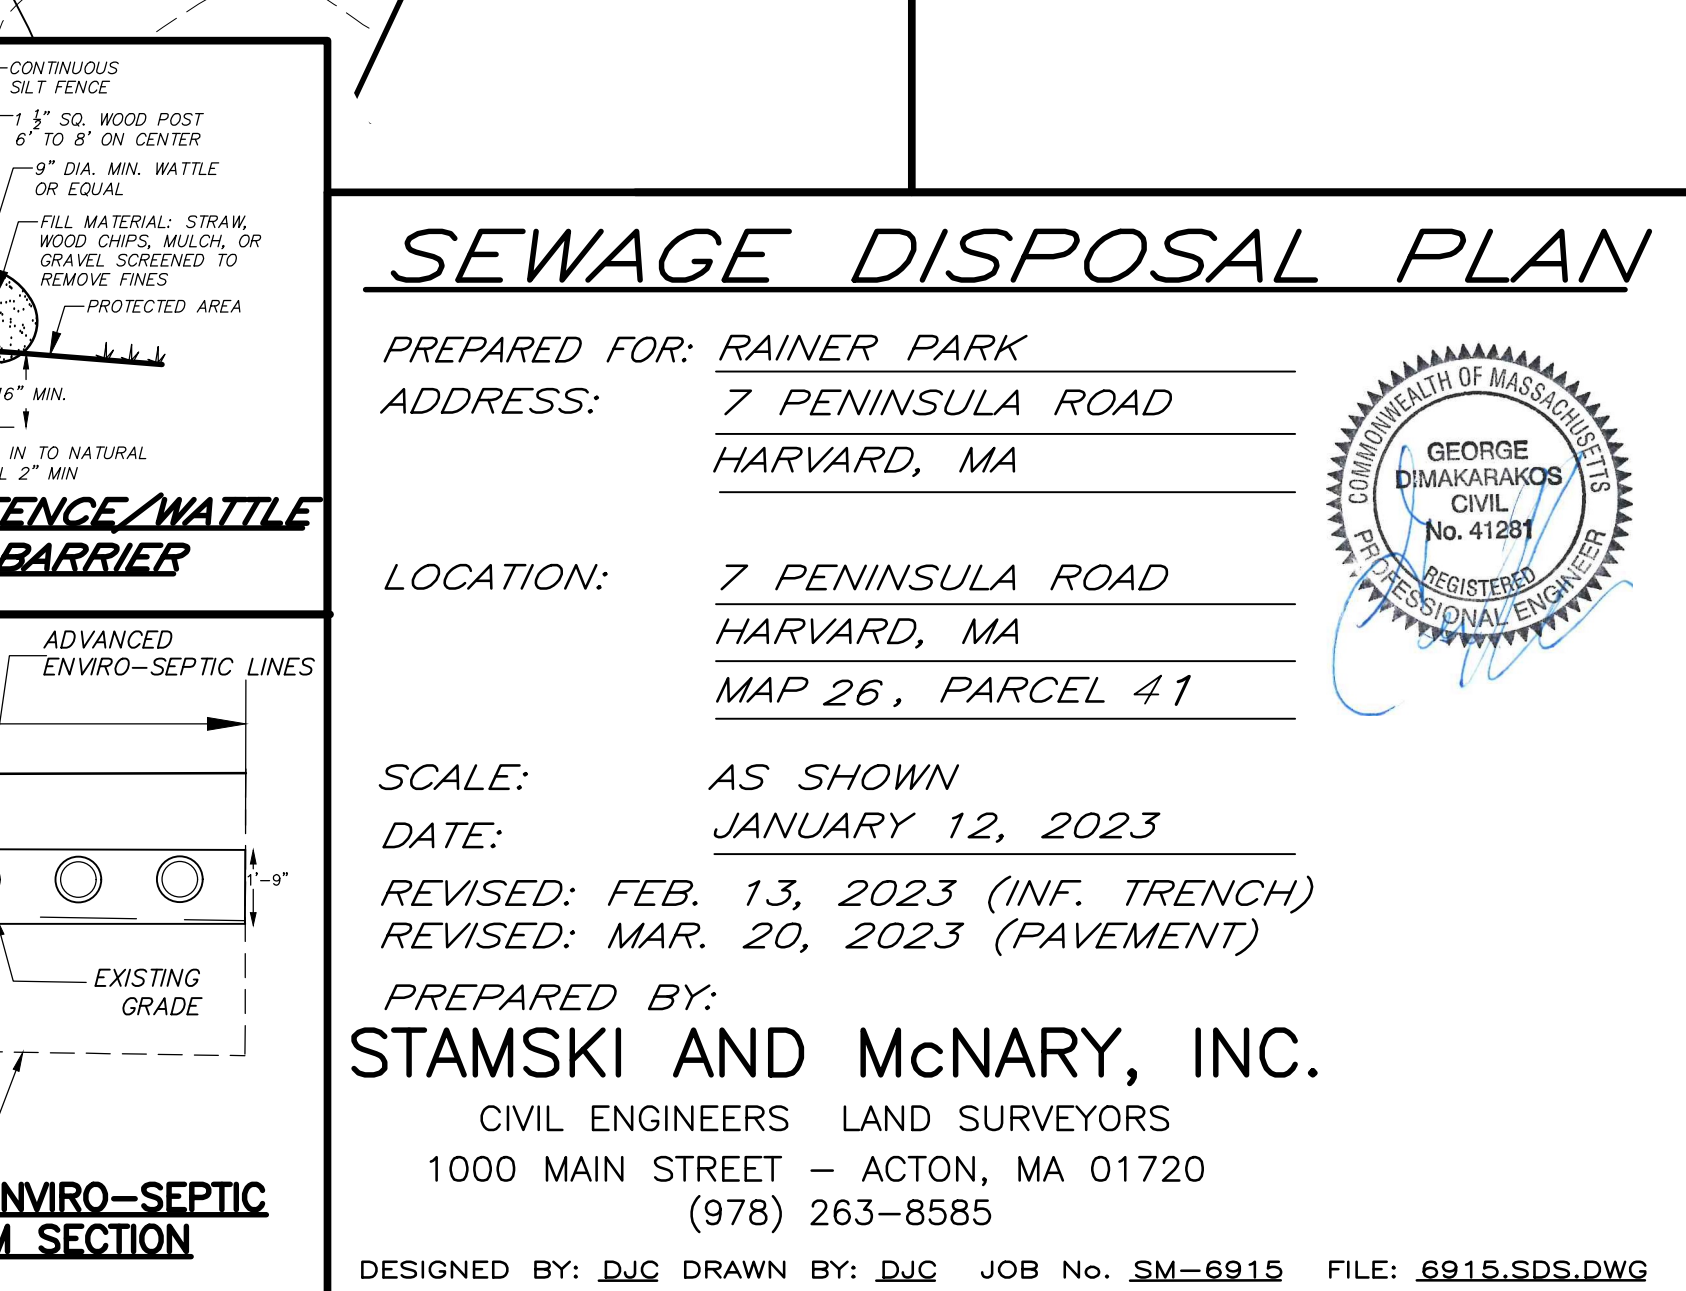 CONTINUOUS
SILT FENCE
1 1/2" SQ. WOOD POST
6' TO 8' ON CENTER
9" DIA. MIN. WATTLE
OR EQUAL
FILL MATERIAL: STRAW,
WOOD CHIPS, MULCH, OR
GRAVEL SCREENED TO
REMOVE FINES
PROTECTED AREA
6" MIN.
IN TO NATURAL
L 2" MIN
ENCE/WATTLE
BARRIER
ADVANCED
ENVIRO-SEPTIC LINES
1'-9"
EXISTING
GRADE
NVIRO-SEPTIC
M SECTION
SEWAGE DISPOSAL PLAN
PREPARED FOR: RAINER PARK
ADDRESS: 7 PENINSULA ROAD
HARVARD, MA
LOCATION: 7 PENINSULA ROAD
HARVARD, MA
MAP 26, PARCEL 41
COMMONWEALTH OF MASSACHUSETTS
GEORGE
DIMAKARAKOS
CIVIL
No. 41281
REGISTERED
PROFESSIONAL ENGINEER
SCALE: AS SHOWN
DATE: JANUARY 12, 2023
REVISED: FEB. 13, 2023 (INF. TRENCH)
REVISED: MAR. 20, 2023 (PAVEMENT)
PREPARED BY:
STAMSKI AND McNARY, INC.
CIVIL ENGINEERS LAND SURVEYORS
1000 MAIN STREET - ACTON, MA 01720
(978) 263-8585
DESIGNED BY: DJC DRAWN BY: DJC JOB No. SM-6915 FILE: 6915.SDS.DWG